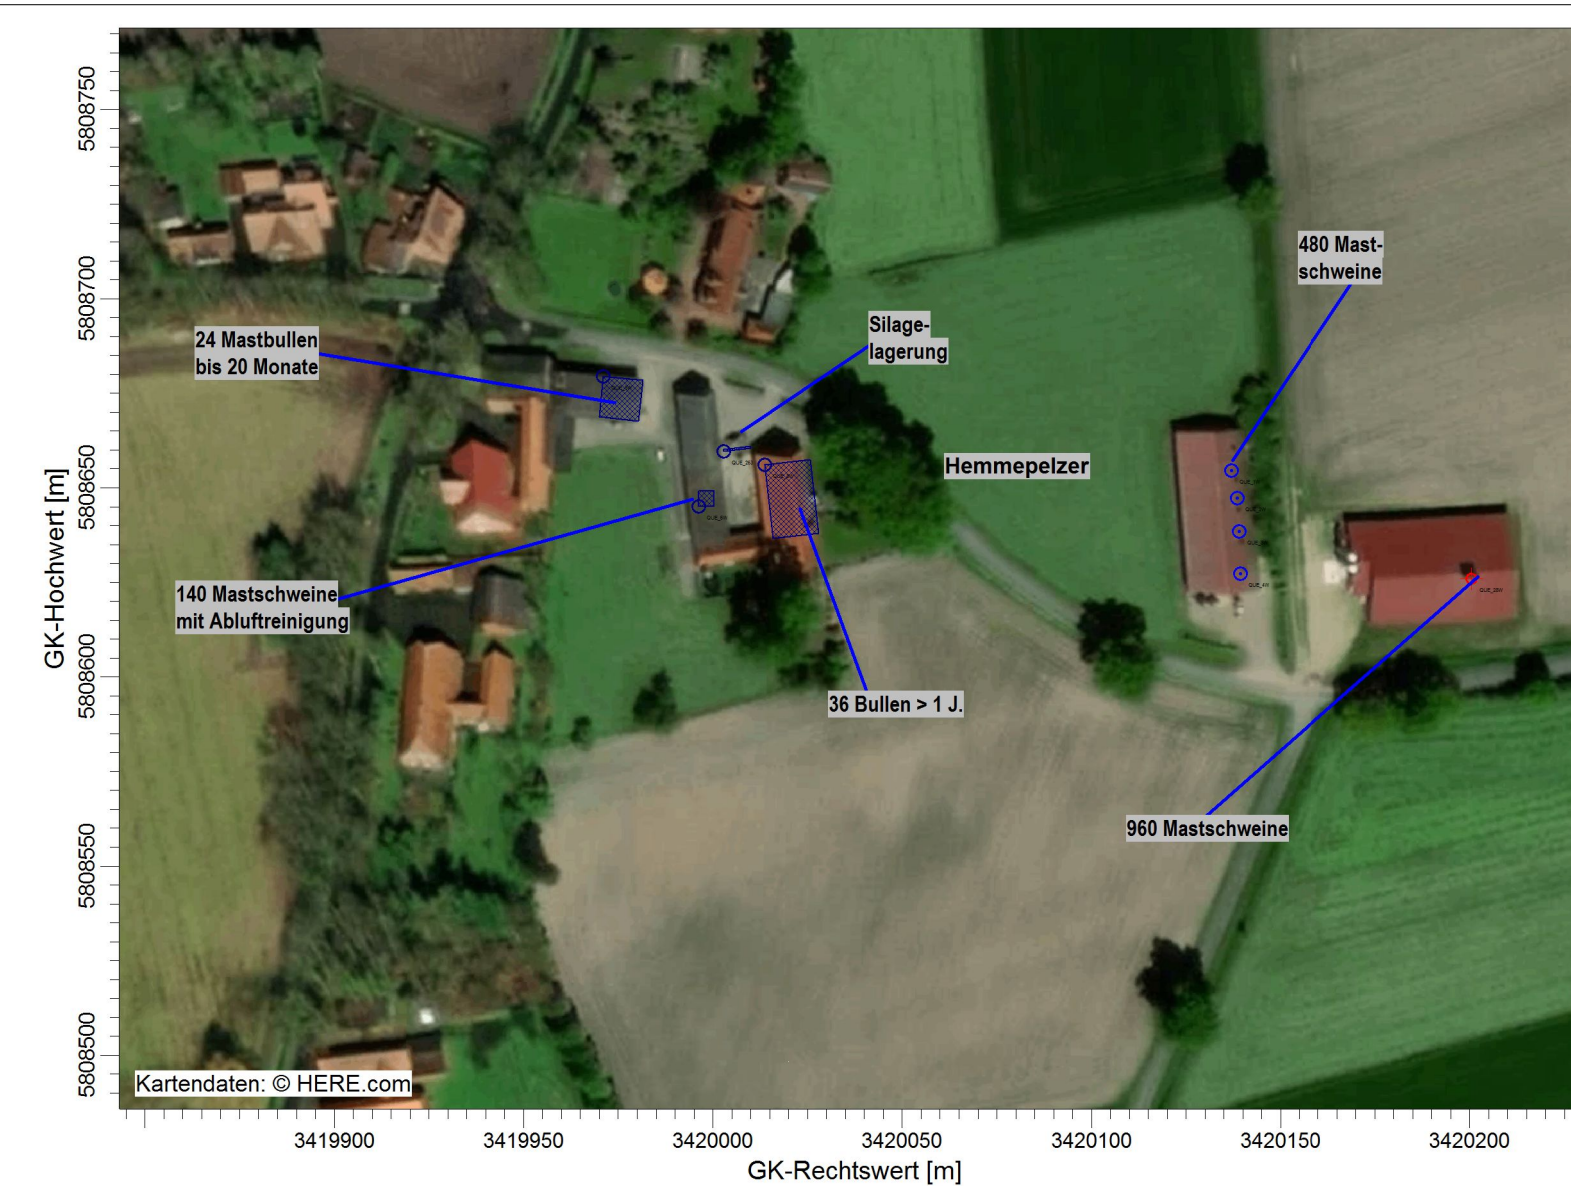 480 Mast-
schweine
Silage-
lagerung
24 Mastbullen
bis 20 Monate
Hemmepelzer
140 Mastschweine
mit Abluftreinigung
36 Bullen > 1 J.
960 Mastschweine
Kartendaten: © HERE.com
5808750
5808700
5808650
5808600
5808550
5808500
GK-Hochwert [m]
3419900
3419950
3420000
3420050
3420100
3420150
3420200
GK-Rechtswert [m]